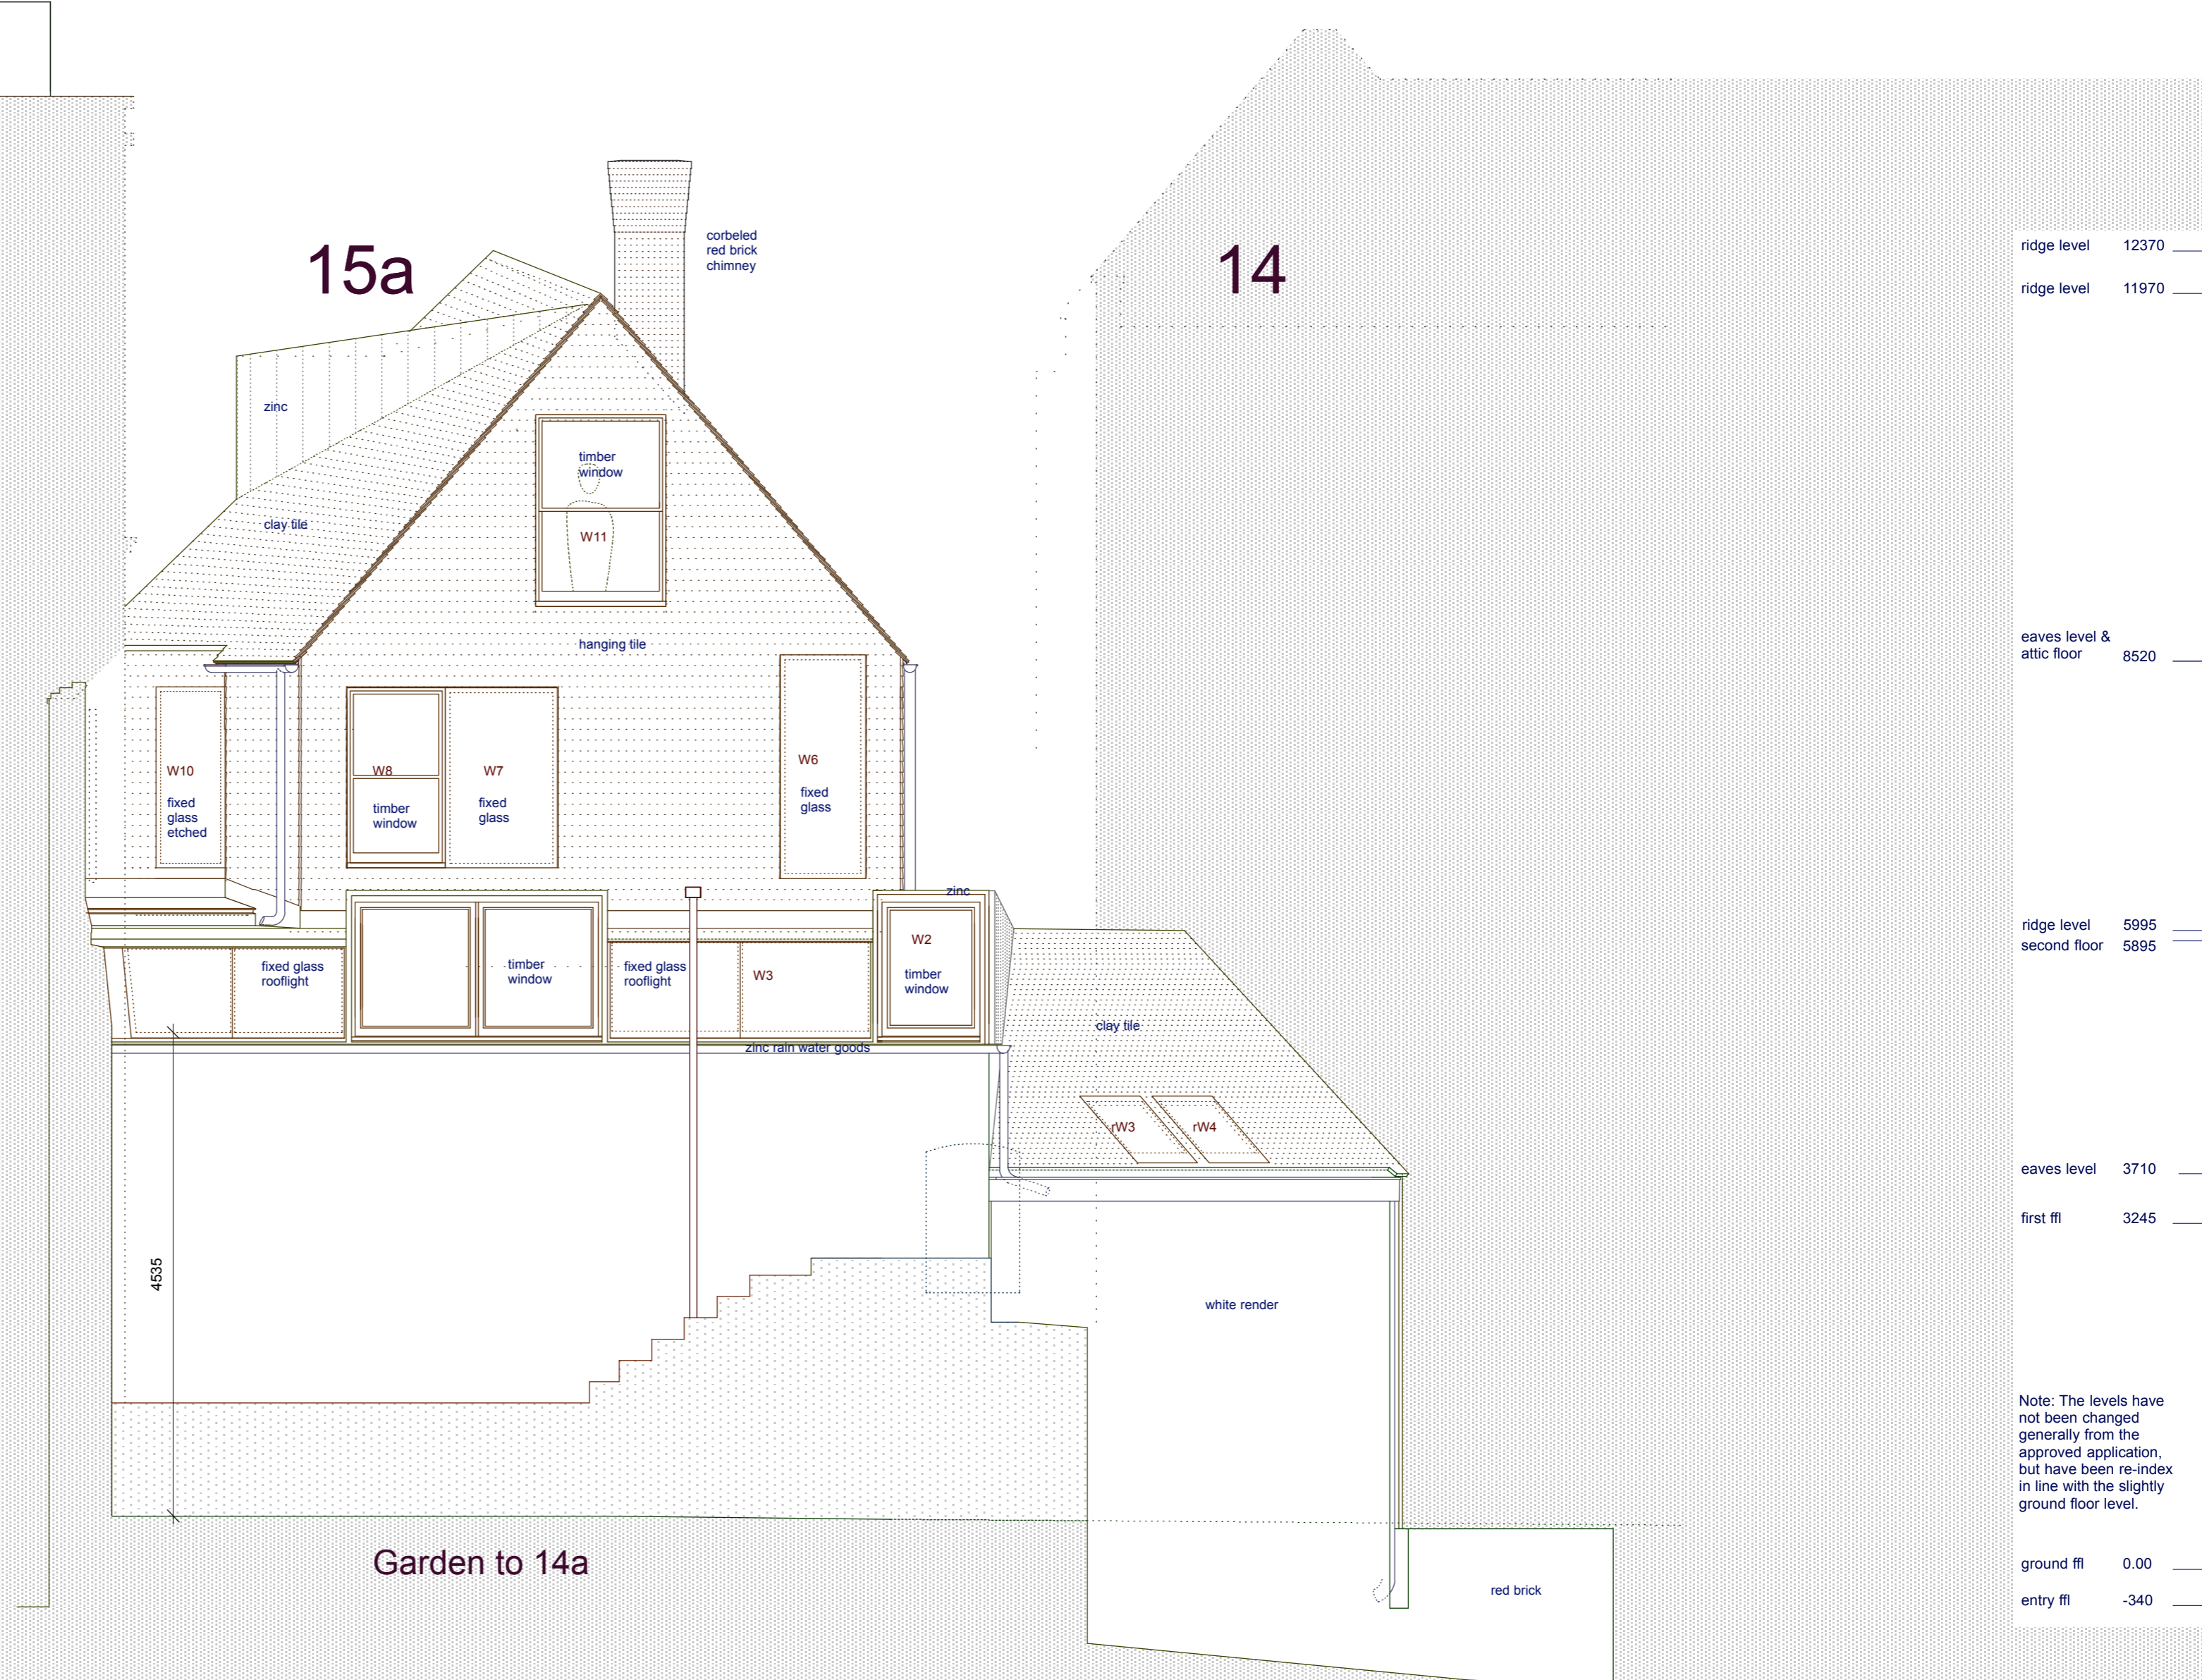 15a
14
corbeled
red brick
chimney
zinc
clay tile
timber
window
W11
hanging tile
W10
fixed
glass
etched
W8
timber
window
W7
fixed
glass
W6
fixed
glass
zinc
fixed glass
rooflight
timber
window
fixed glass
rooflight
W3
W2
timber
window
clay tile
zinc rain water goods
rW3
rW4
4535
white render
Garden to 14a
red brick
ridge level 12370
ridge level 11970
eaves level &
attic floor 8520
ridge level 5995
second floor 5895
eaves level 3710
first ffl 3245
Note: The levels have
not been changed
generally from the
approved application,
but have been re-index
in line with the slightly
ground floor level.
ground ffl 0.00
entry ffl -340